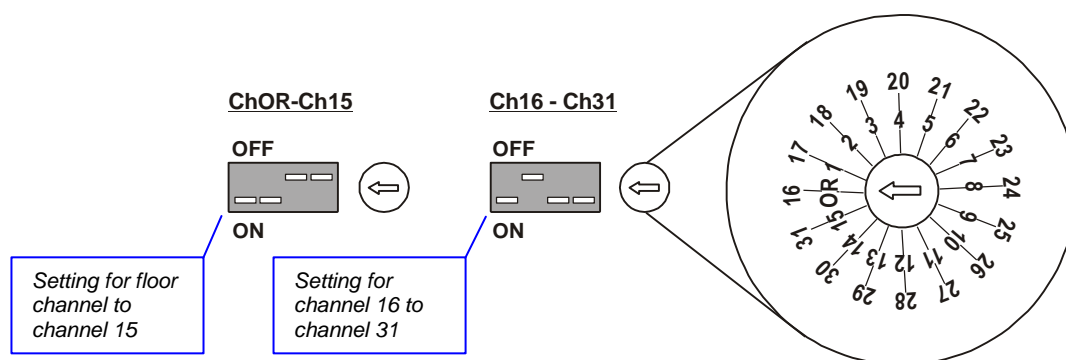 ChOR-Ch15
OFF
ON
Setting for floor
channel to
channel 15
Ch16 - Ch31
OFF
ON
Setting for
channel 16 to
channel 31
OR
1
2
3
4
5
6
7
8
9
10
11
12
13
14
15
16
17
18
19
20
21
22
23
24
25
26
27
28
29
30
31